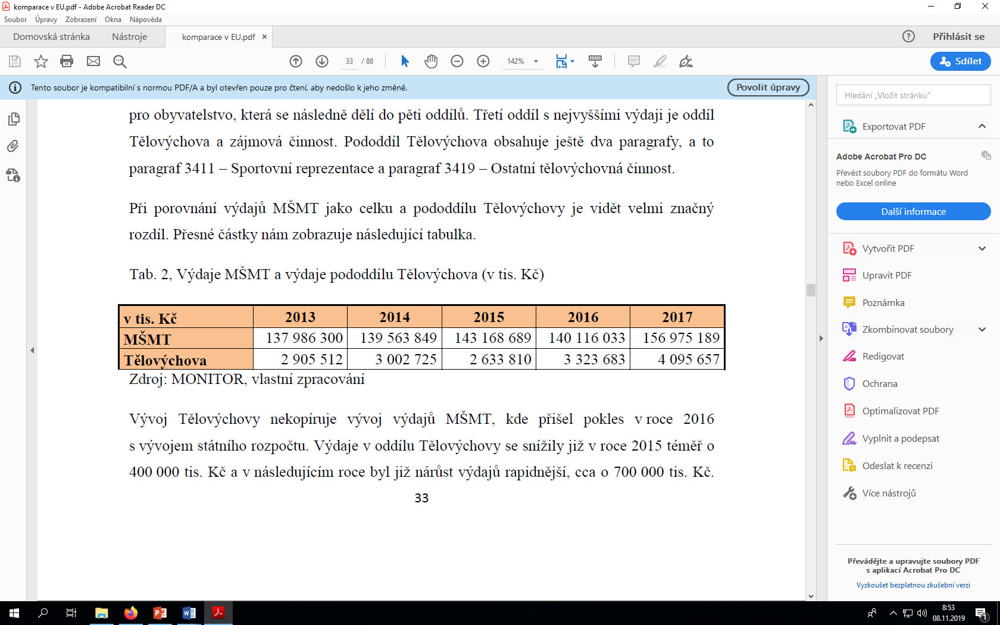 komparace v EU.pdf - Adobe Acrobat Reader DC
Soubor Úpravy Zobrazení Okna Nápověda
Domovská stránka Nástroje komparace v EU.pdf × Přihlásit se
33 / 88 142% Sdílet
Tento soubor je kompatibilní s normou PDF/A a byl otevřen pouze pro čtení, aby nedošlo k jeho změně. Povolit úpravy
pro obyvatelstvo, která se následně dělí do pěti oddílů. Třetí oddíl s nejvyššími výdaji je oddíl
Tělovýchova a zájmová činnost. Pododdíl Tělovýchova obsahuje ještě dva paragrafy, a to
paragraf 3411 – Sportovní reprezentace a paragraf 3419 – Ostatní tělovýchovná činnost.
Při porovnání výdajů MŠMT jako celku a pododdílu Tělovýchovy je vidět velmi značný
rozdíl. Přesné částky nám zobrazuje následující tabulka.
Tab. 2, Výdaje MŠMT a výdaje pododdílu Tělovýchova (v tis. Kč)
v tis. Kč 2013 2014 2015 2016 2017
MŠMT 137 986 300 139 563 849 143 168 689 140 116 033 156 975 189
Tělovýchova 2 905 512 3 002 725 2 633 810 3 323 683 4 095 657
Zdroj: MONITOR, vlastní zpracování
Vývoj Tělovýchovy nekopíruje vývoj výdajů MŠMT, kde přišel pokles v roce 2016
s vývojem státního rozpočtu. Výdaje v oddílu Tělovýchovy se snížily již v roce 2015 téměř o
400 000 tis. Kč a v následujícím roce byl již nárůst výdajů rapidnější, cca o 700 000 tis. Kč.
33
Hledání „Vložit stránku“
Exportovat PDF
Adobe Acrobat Pro DC
Převést soubory PDF do formátu Word
nebo Excel online
Další informace
Vytvořit PDF
Upravit PDF
Poznámka
Zkombinovat soubory
Redigovat
Ochrana
Optimalizovat PDF
Vyplnit a podepsat
Odeslat k recenzi
Více nástrojů
Převádějte a upravujte soubory PDF
s aplikací Acrobat Pro DC
Vyzkoušet bezplatnou zkušební verzi
8:53
08.11.2019
1